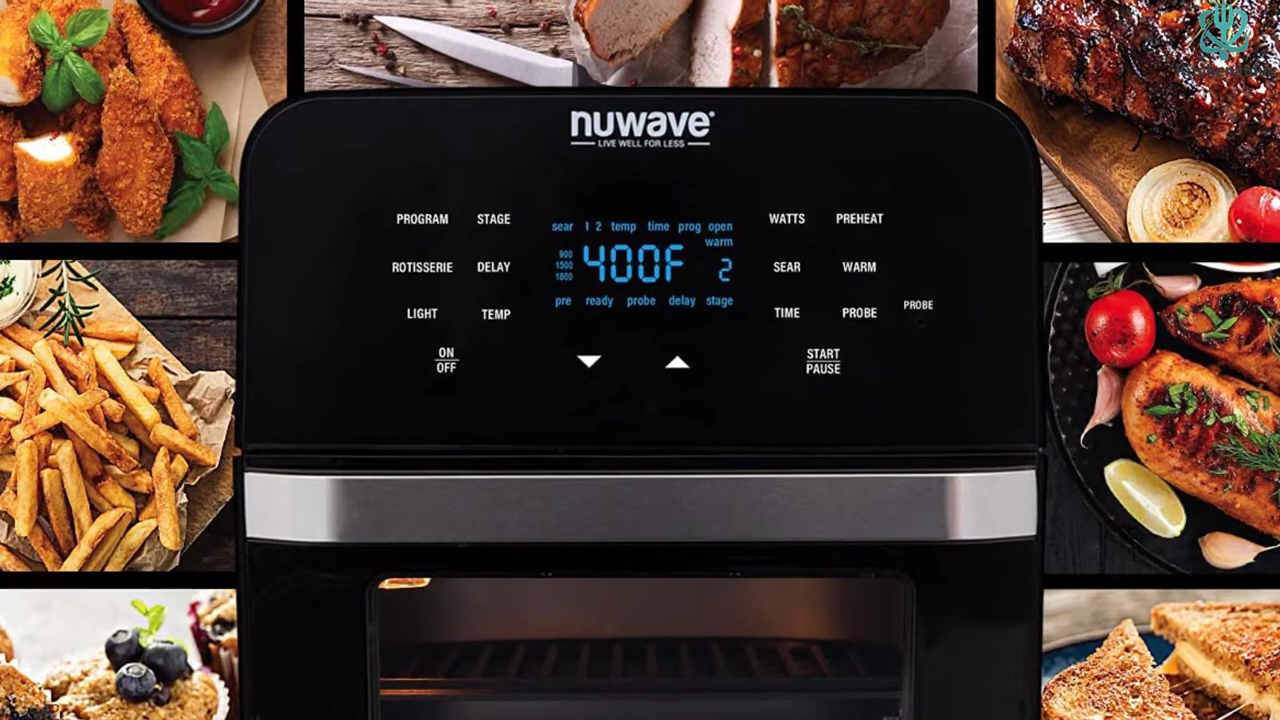 nuwave®
LIVE WELL FOR LESS
PROGRAM STAGE
ROTISSERIE DELAY
LIGHT TEMP
ON
OFF
sear 1 2 temp time prog open
warm
900
1500
1800
400F 2
pre ready probe delay stage
WATTS PREHEAT
SEAR WARM
TIME PROBE PROBE
START
PAUSE